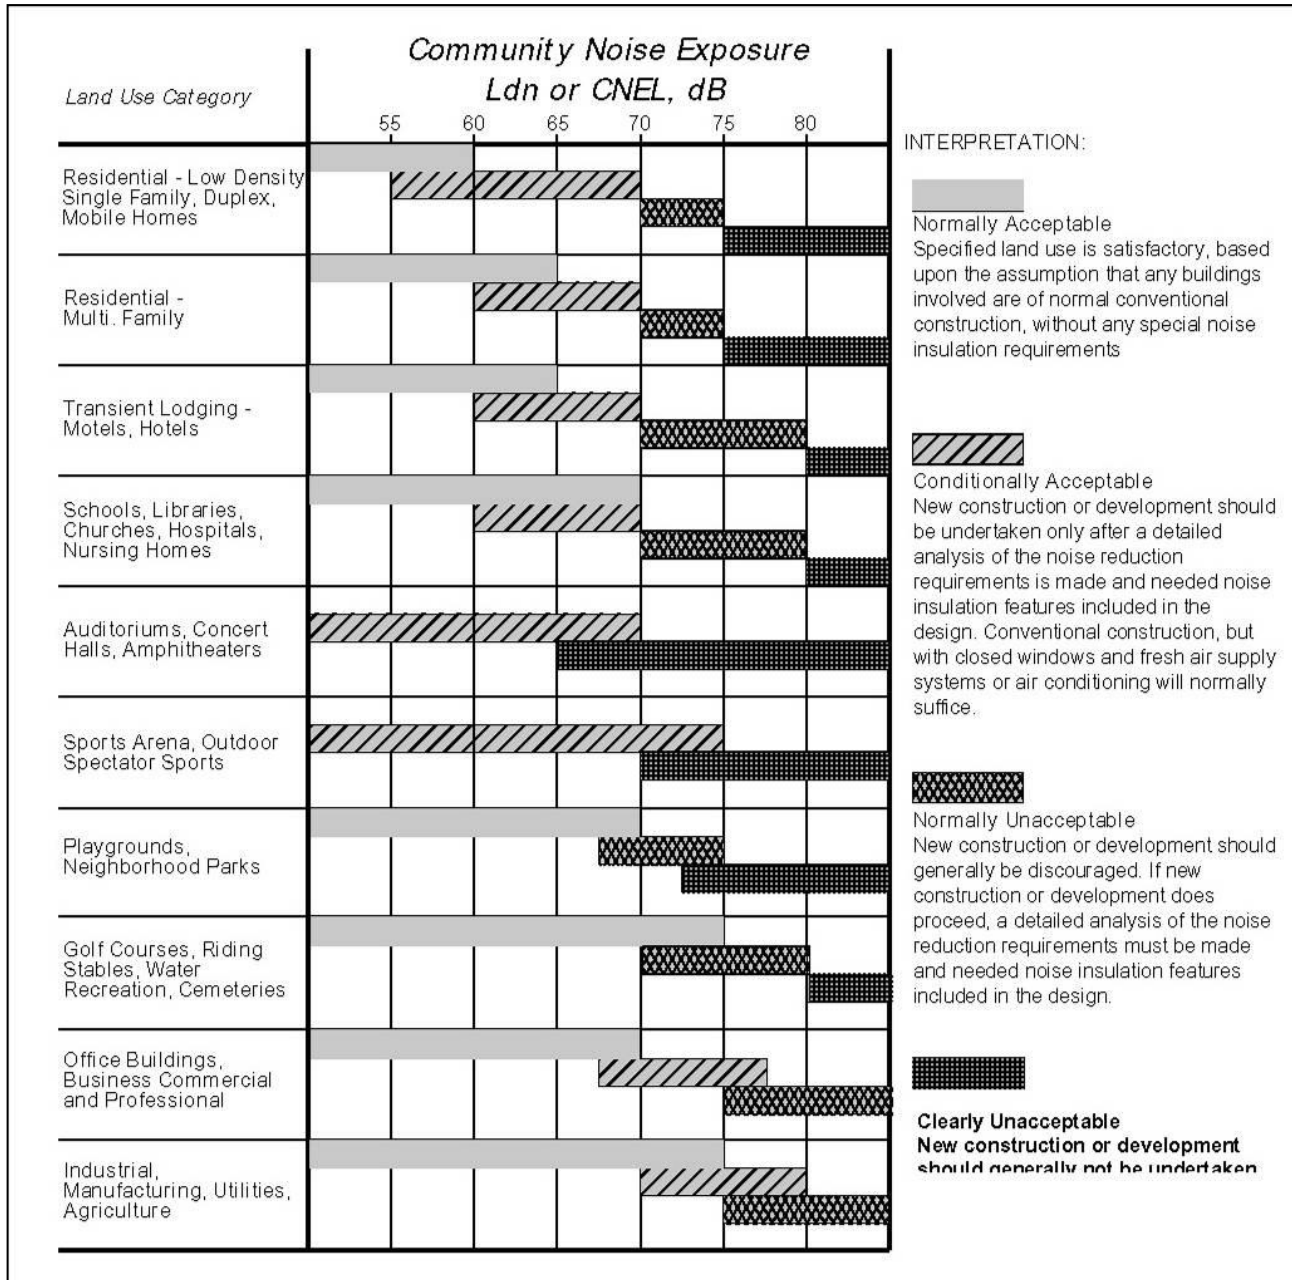 Community Noise Exposure
Ldn or CNEL, dB
Land Use Category
55 60 65 70 75 80
Residential - Low Density
Single Family, Duplex,
Mobile Homes
Residential -
Multi. Family
Transient Lodging -
Motels, Hotels
Schools, Libraries,
Churches, Hospitals,
Nursing Homes
Auditoriums, Concert
Halls, Amphitheaters
Sports Arena, Outdoor
Spectator Sports
Playgrounds,
Neighborhood Parks
Golf Courses, Riding
Stables, Water
Recreation, Cemeteries
Office Buildings,
Business Commercial
and Professional
Industrial,
Manufacturing, Utilities,
Agriculture
INTERPRETATION:
Normally Acceptable
Specified land use is satisfactory, based
upon the assumption that any buildings
involved are of normal conventional
construction, without any special noise
insulation requirements
Conditionally Acceptable
New construction or development should
be undertaken only after a detailed
analysis of the noise reduction
requirements is made and needed noise
insulation features included in the
design. Conventional construction, but
with closed windows and fresh air supply
systems or air conditioning will normally
suffice.
Normally Unacceptable
New construction or development should
generally be discouraged. If new
construction or development does
proceed, a detailed analysis of the noise
reduction requirements must be made
and needed noise insulation features
included in the design.
Clearly Unacceptable
New construction or development
should generally not be undertaken